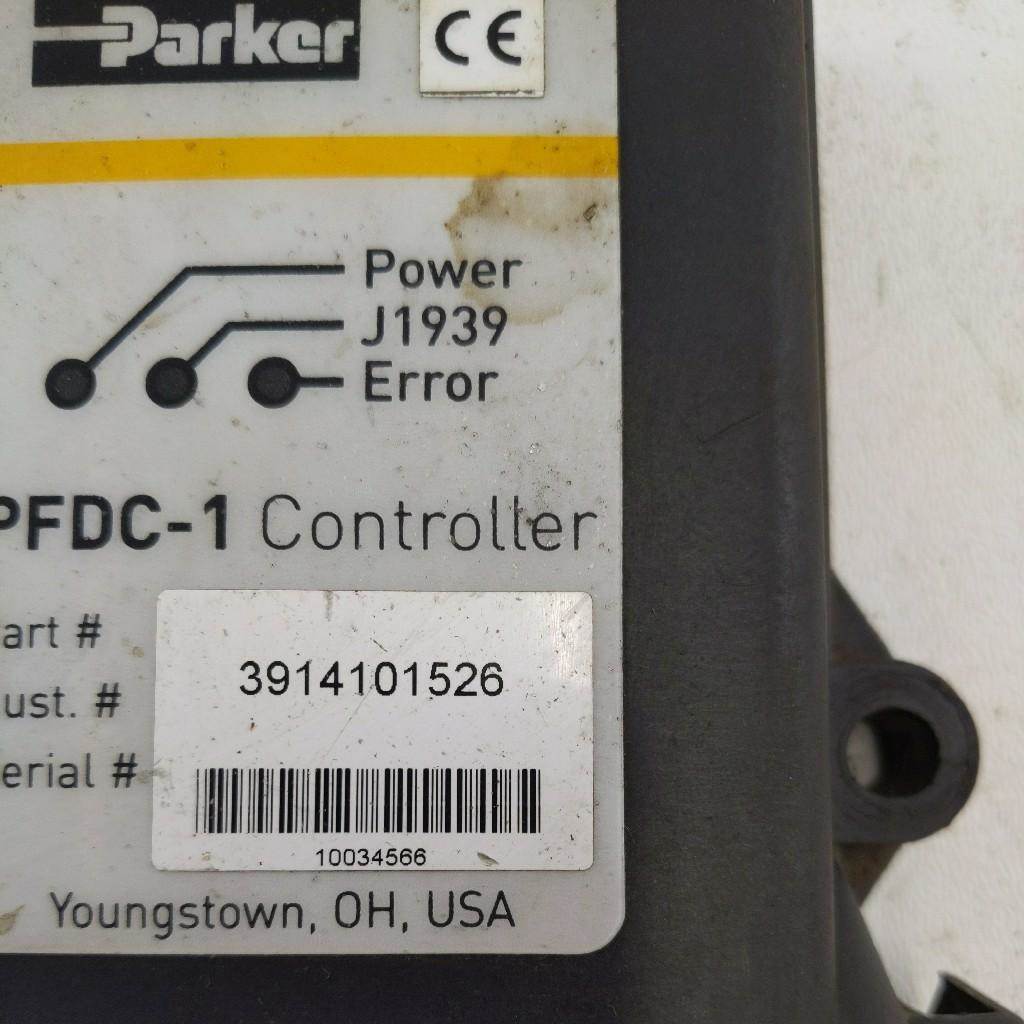 Parker
CE
Power
J1939
Error
PFDC-1 Controller
art #
3914101526
ust. #
erial #
10034566
Youngstown, OH, USA